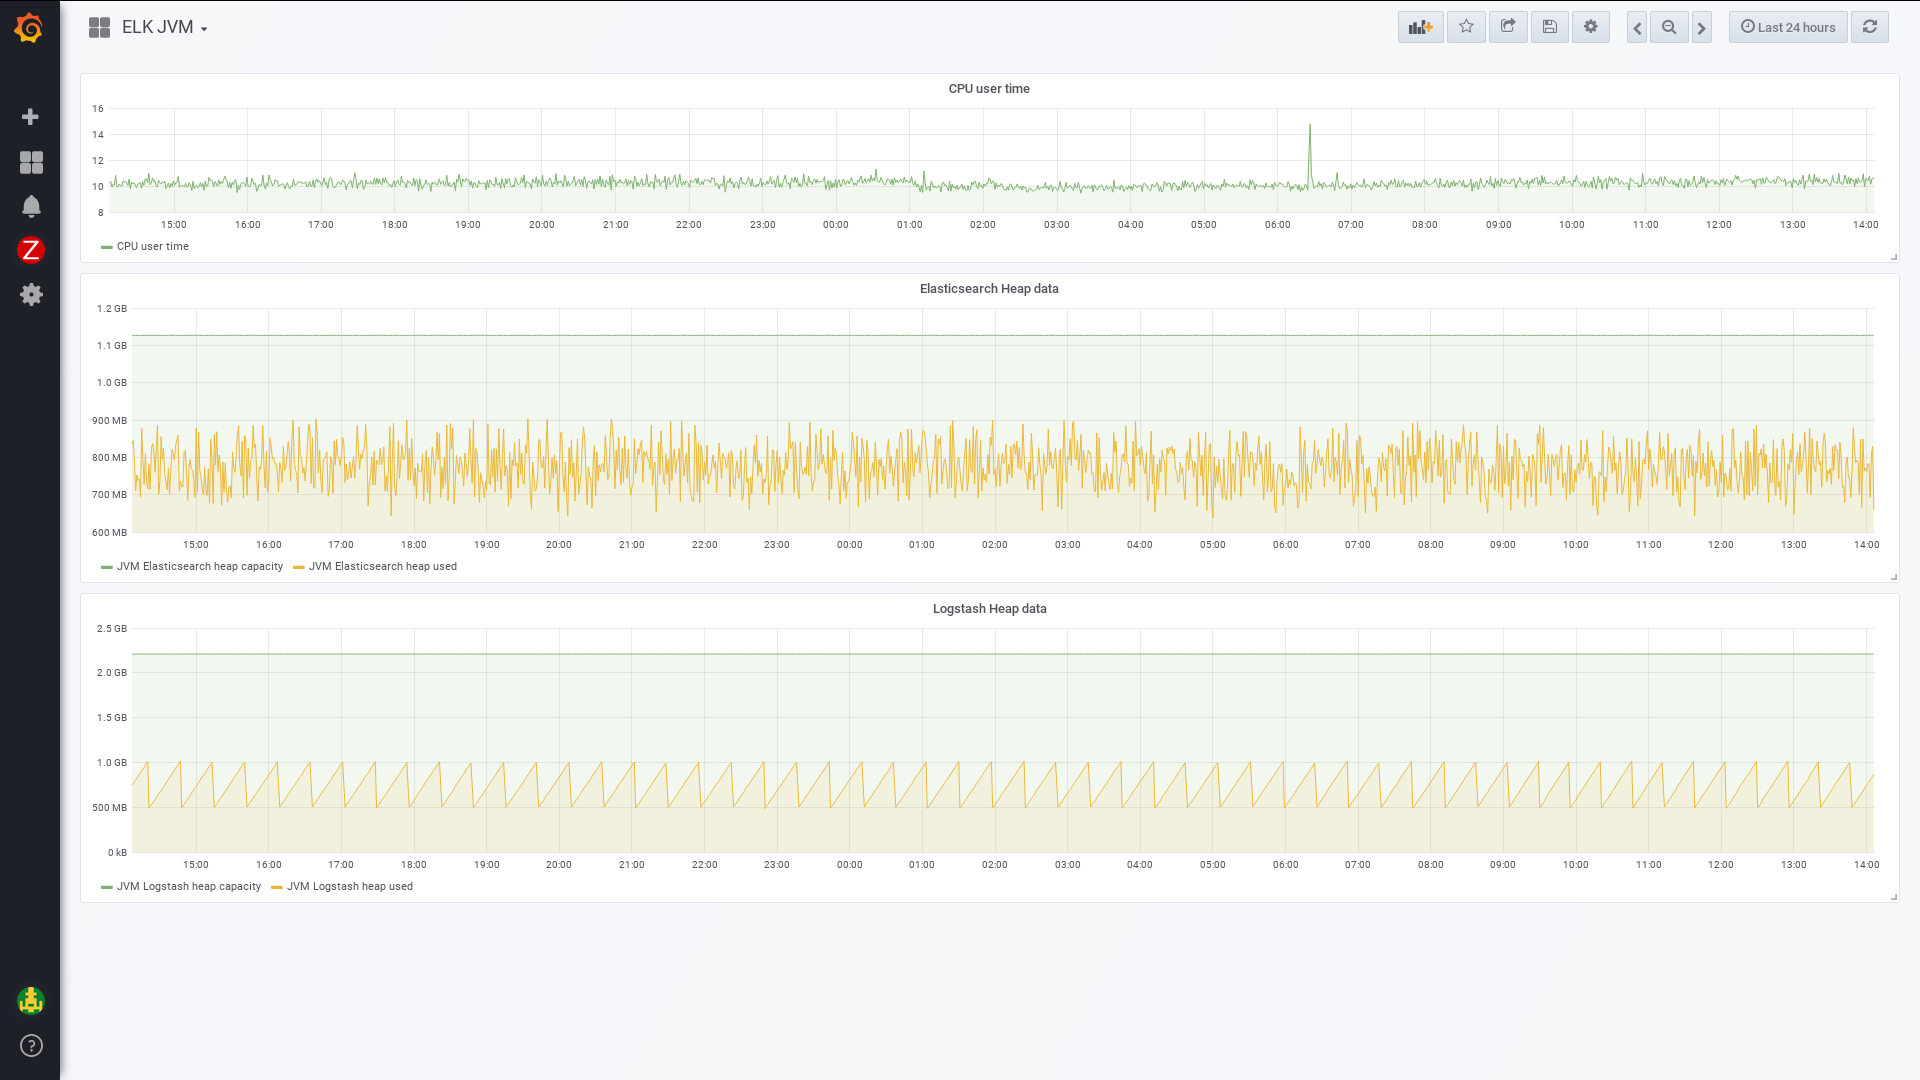 ELK JVM
Last 24 hours
CPU user time
16
14
12
10
8
15:00 16:00 17:00 18:00 19:00 20:00 21:00 22:00 23:00 00:00 01:00 02:00 03:00 04:00 05:00 06:00 07:00 08:00 09:00 10:00 11:00 12:00 13:00 14:00
CPU user time
Z
Elasticsearch Heap data
1.2 GB
1.1 GB
1.0 GB
900 MB
800 MB
700 MB
600 MB
15:00 16:00 17:00 18:00 19:00 20:00 21:00 22:00 23:00 00:00 01:00 02:00 03:00 04:00 05:00 06:00 07:00 08:00 09:00 10:00 11:00 12:00 13:00 14:00
JVM Elasticsearch heap capacity JVM Elasticsearch heap used
Logstash Heap data
2.5 GB
2.0 GB
1.5 GB
1.0 GB
500 MB
0 kB
15:00 16:00 17:00 18:00 19:00 20:00 21:00 22:00 23:00 00:00 01:00 02:00 03:00 04:00 05:00 06:00 07:00 08:00 09:00 10:00 11:00 12:00 13:00 14:00
JVM Logstash heap capacity JVM Logstash heap used
?